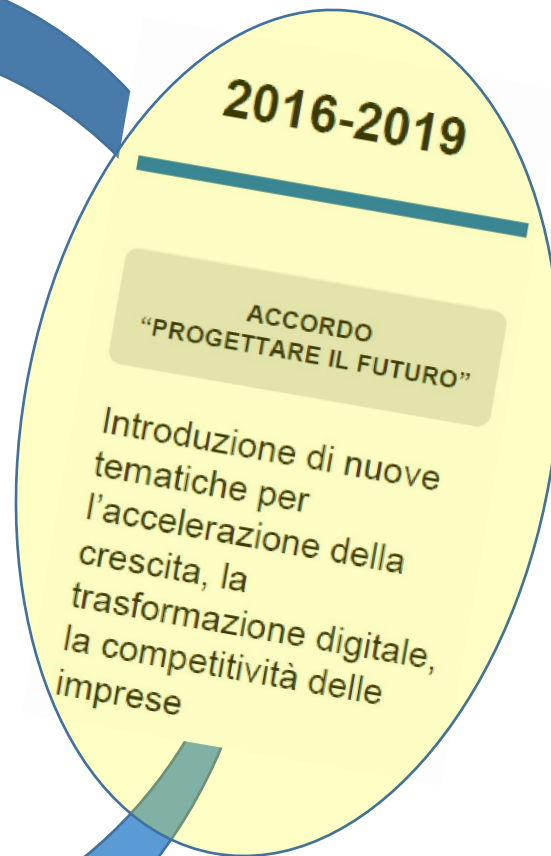 2016-2019
ACCORDO
“PROGETTARE IL FUTURO”
Introduzione di nuove
tematiche per
l’accelerazione della
crescita, la
trasformazione digitale,
la competitività delle
imprese